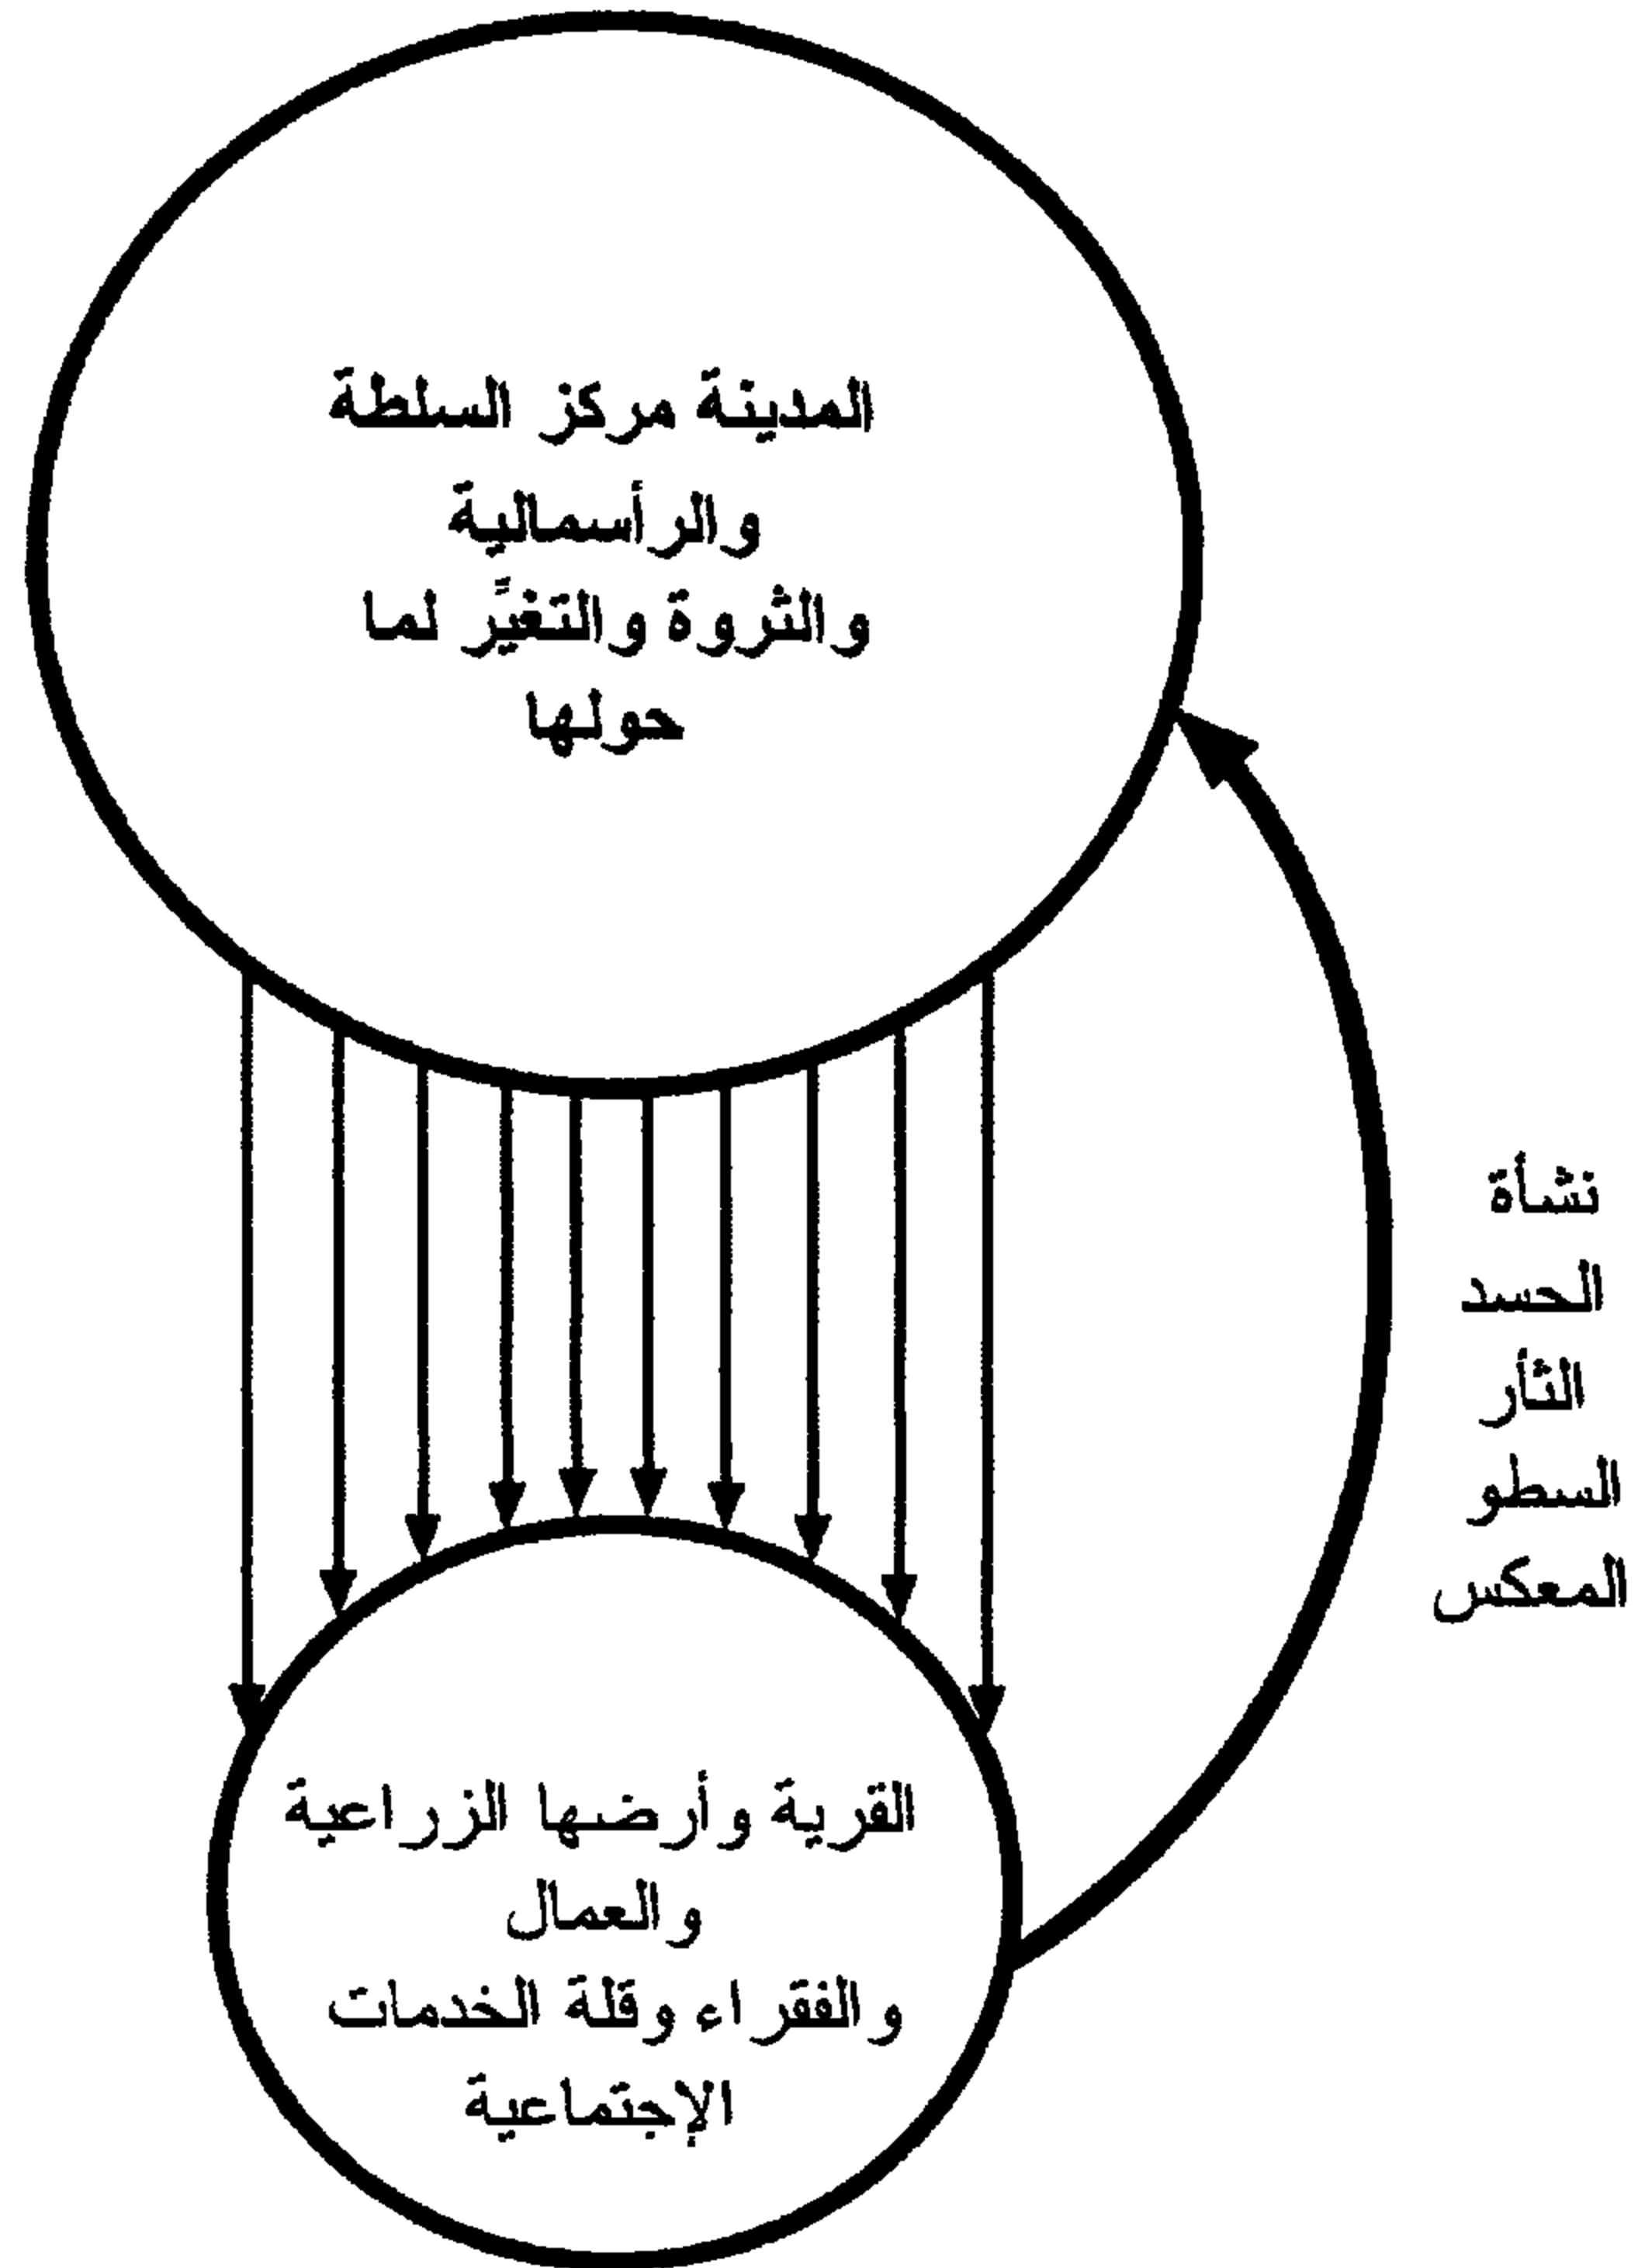 المدينة مركز السلطة
والرأسمالية
والثروة والتغيَّر لما
حولها
نشأة
الحسد
الثأر
السطو
المعكس
القرية وأرضها الزراعية
والعمال
والفقراء وقلة الخدمات
الإجتماعية